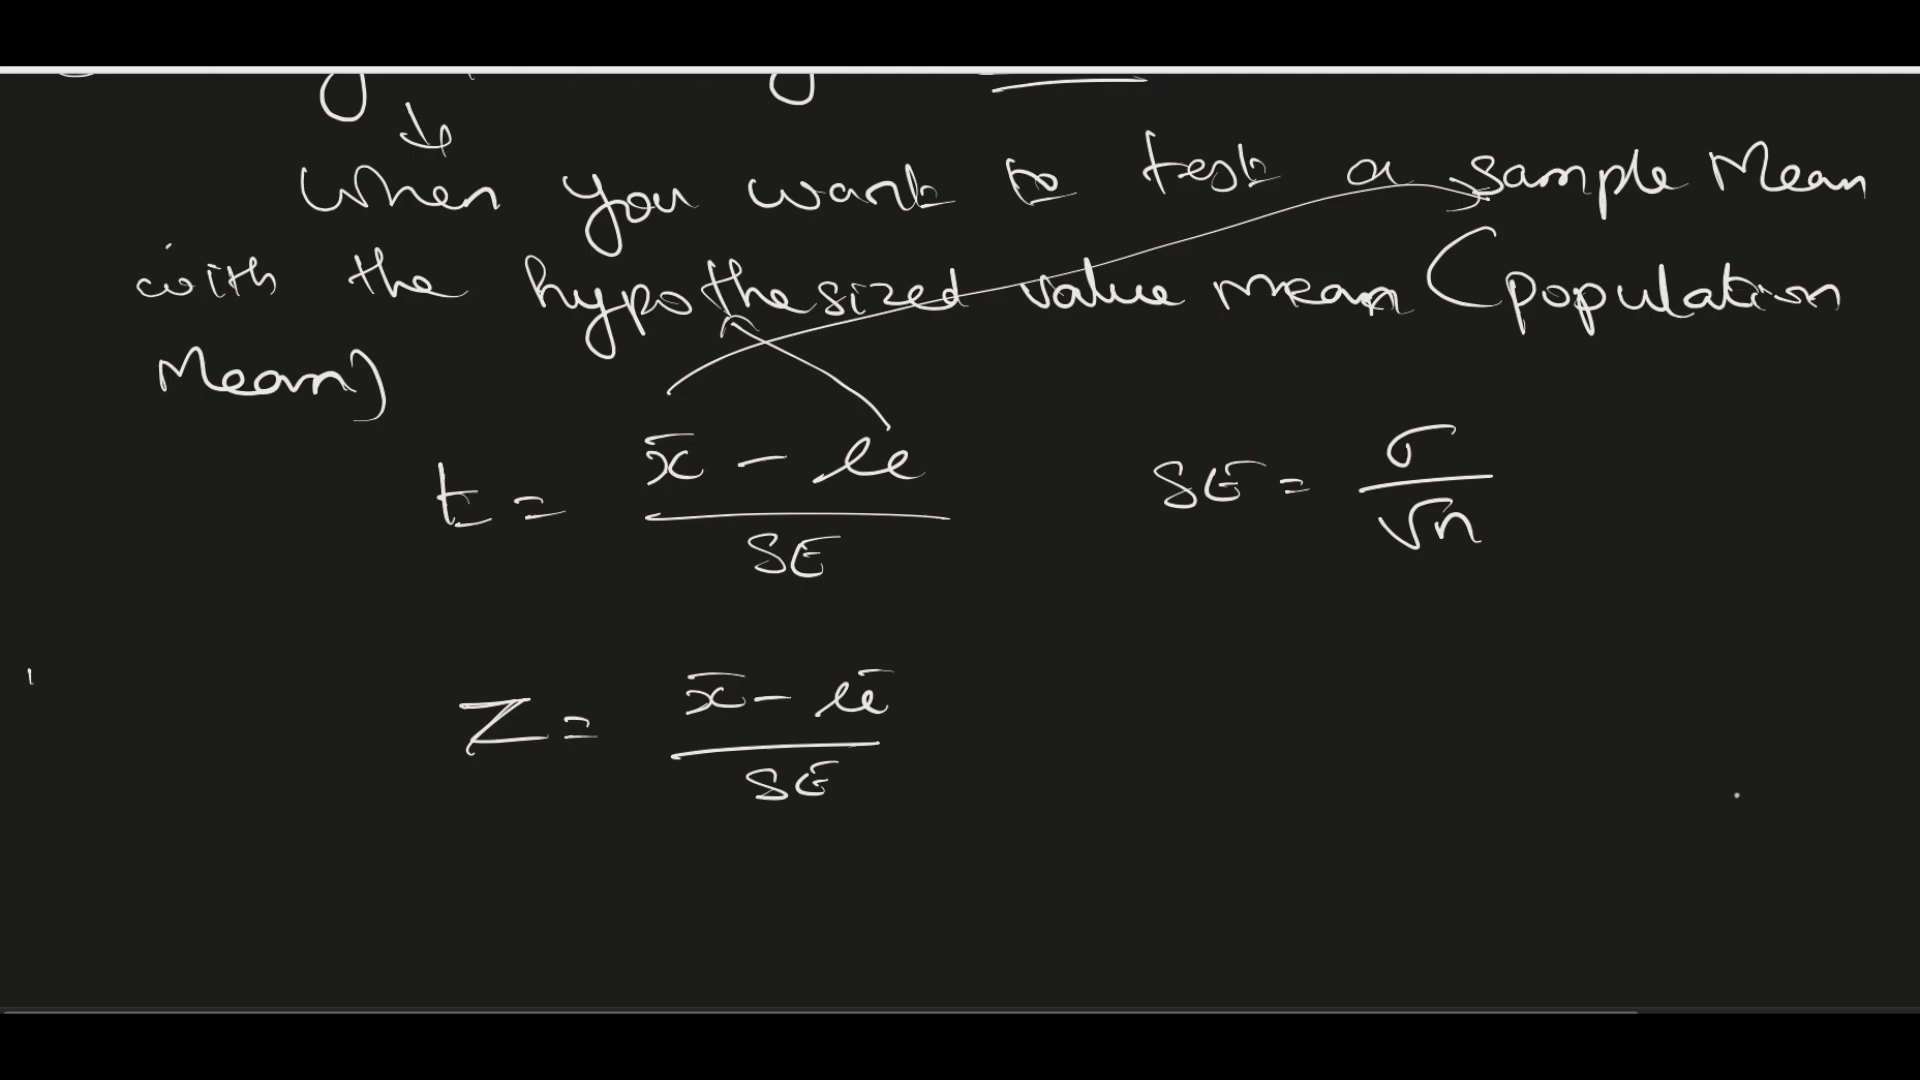 When you want to test a sample Mean
with the hypothesized value mean (population
Mean)
t = x̄ - μ / SE
SE = σ / √n
Z = x̄ - μ̄ / SE